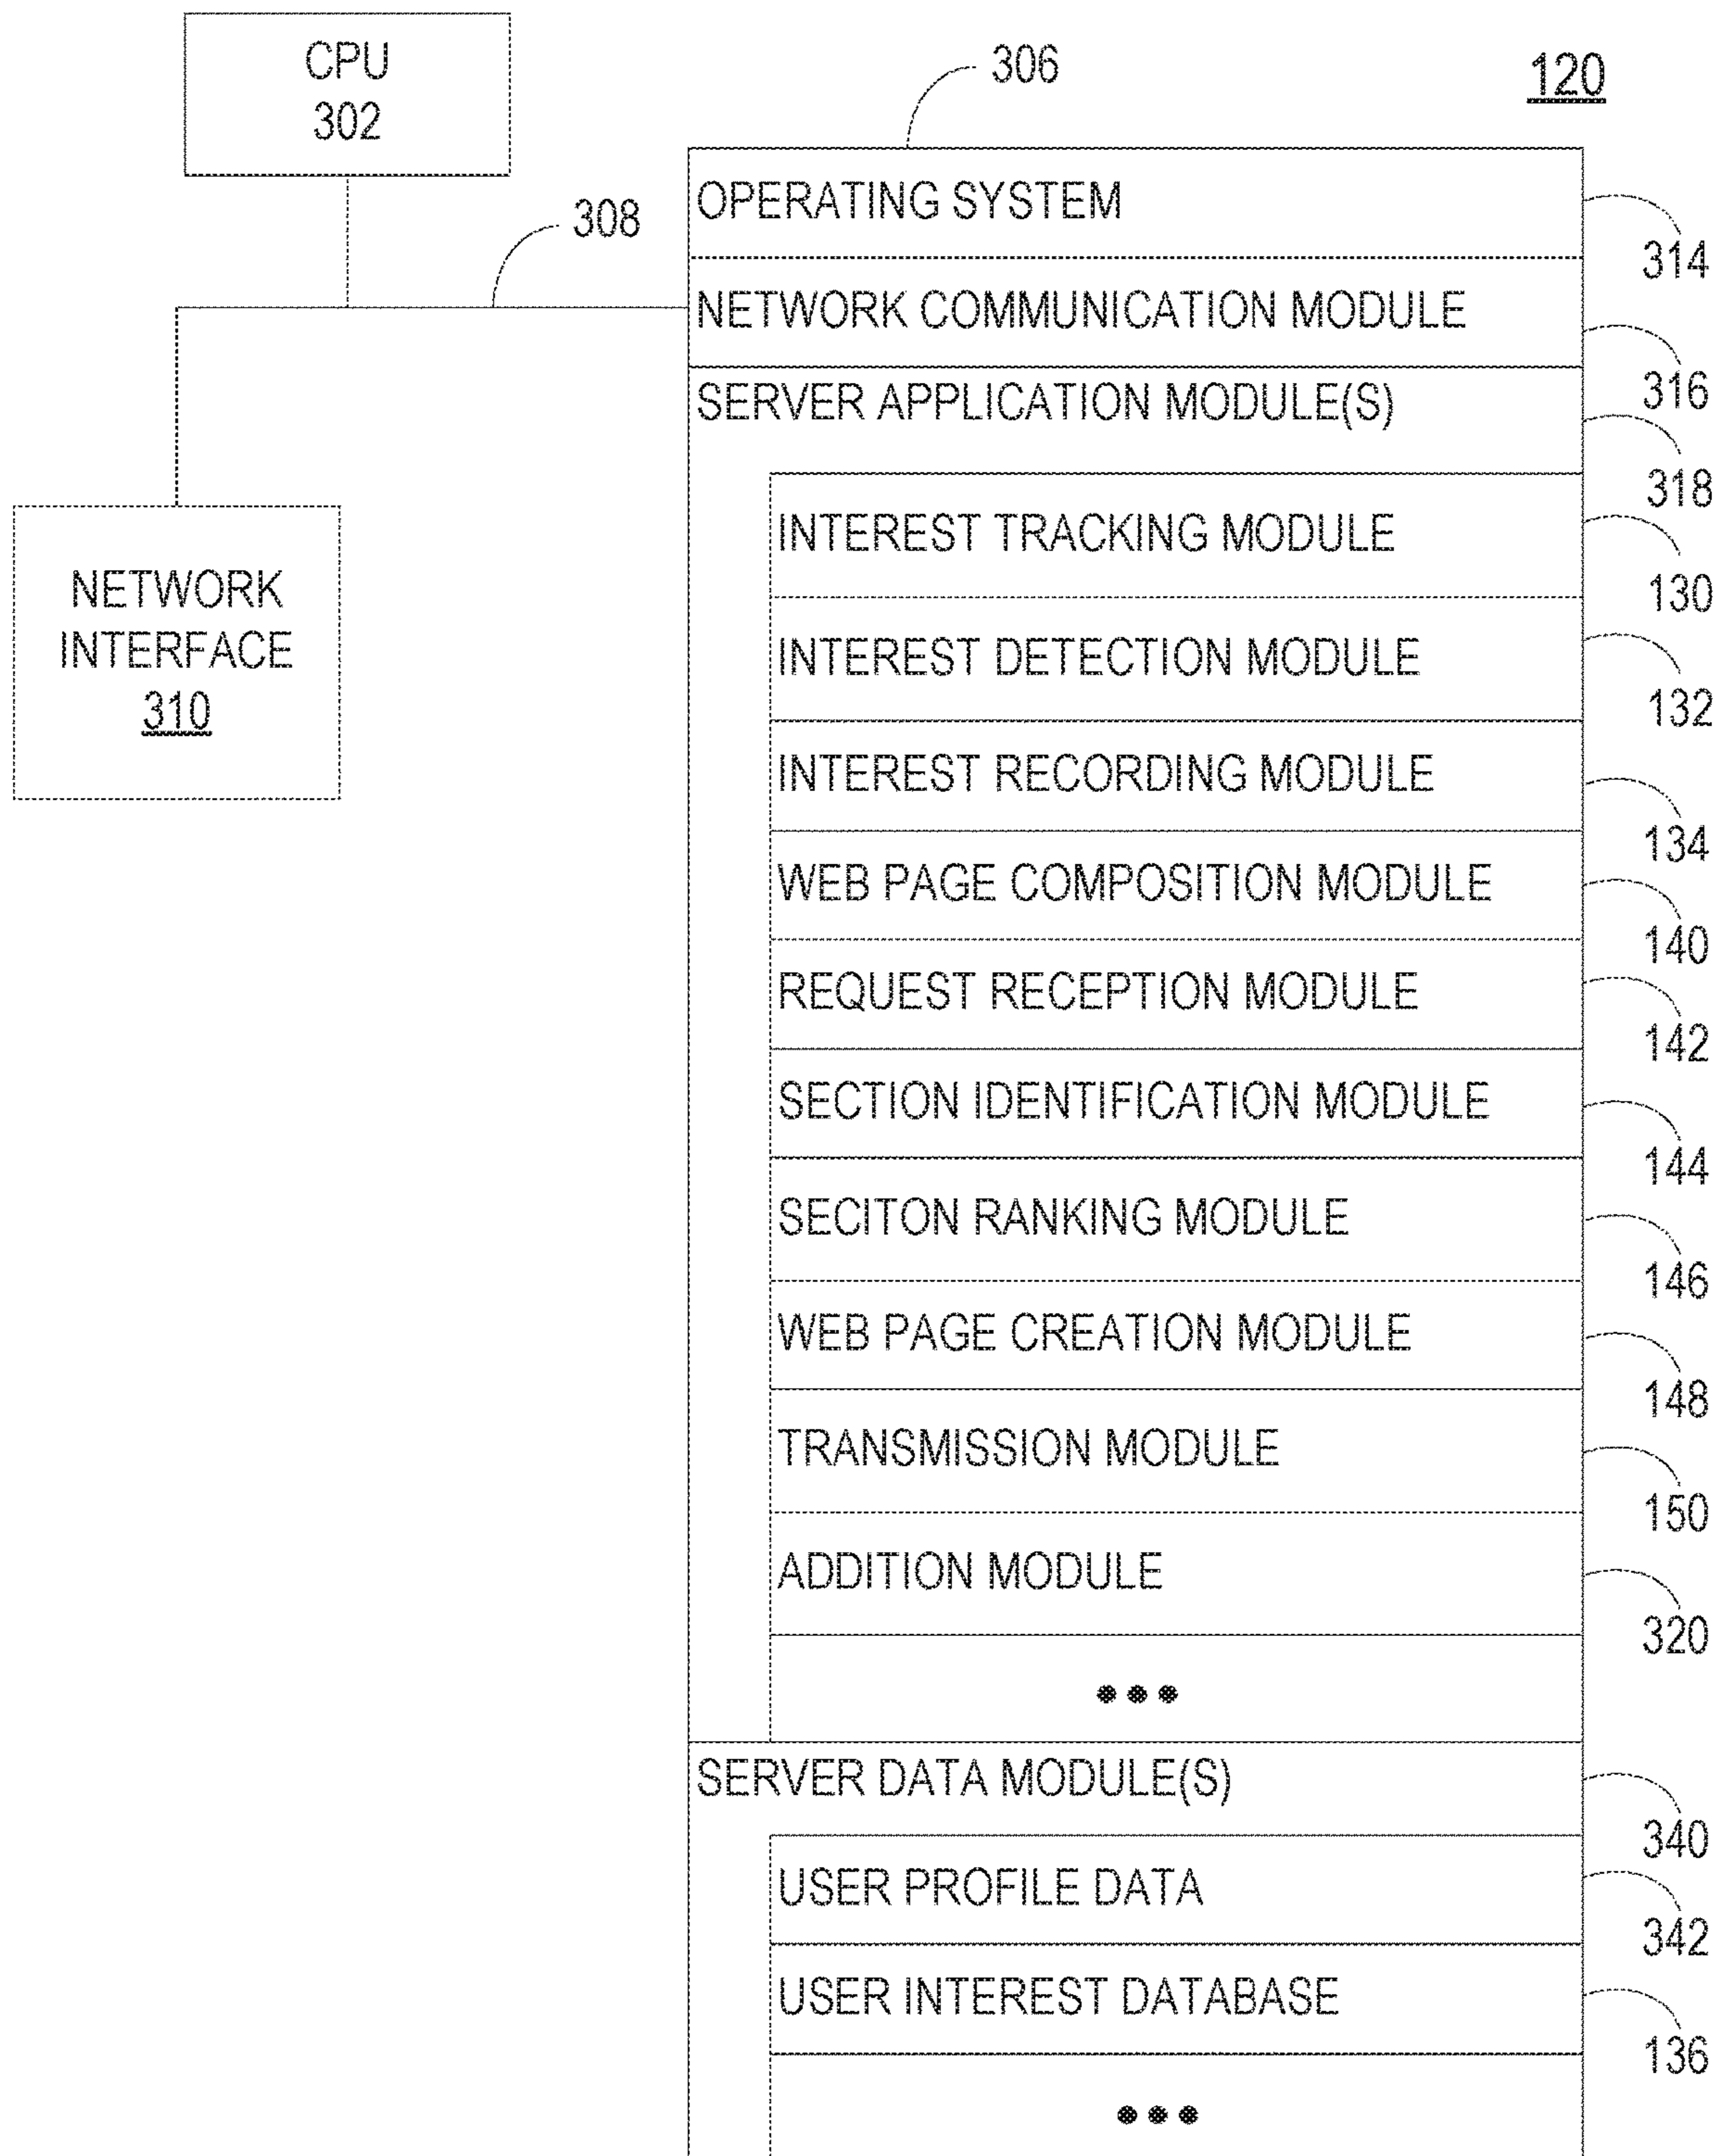 CPU
302
306
120
308
OPERATING SYSTEM
314
NETWORK COMMUNICATION MODULE
316
SERVER APPLICATION MODULE(S)
318
NETWORK
INTERFACE
310
INTEREST TRACKING MODULE
130
INTEREST DETECTION MODULE
132
INTEREST RECORDING MODULE
134
WEB PAGE COMPOSITION MODULE
140
REQUEST RECEPTION MODULE
142
SECTION IDENTIFICATION MODULE
144
SECITON RANKING MODULE
146
WEB PAGE CREATION MODULE
148
TRANSMISSION MODULE
150
ADDITION MODULE
320
•••
SERVER DATA MODULE(S)
340
USER PROFILE DATA
342
USER INTEREST DATABASE
136
•••